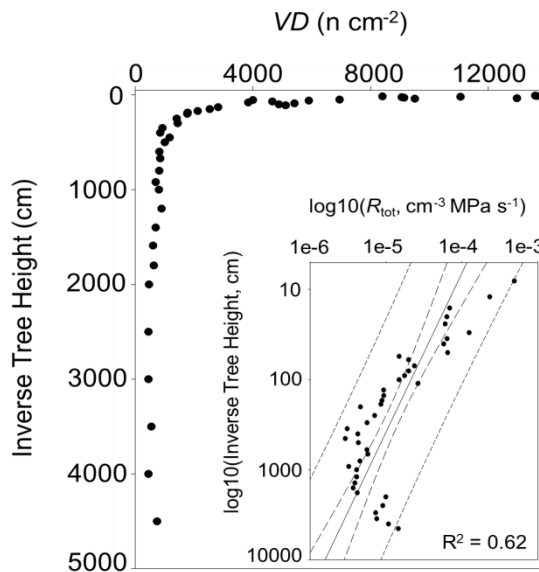 VD (n cm⁻²)
0 4000 8000 12000
0
1000
2000
3000
4000
5000
Inverse Tree Height (cm)
log10(Rtot, cm⁻³ MPa s⁻¹)
1e-6 1e-5 1e-4 1e-3
10
100
1000
10000
log10(Inverse Tree Height, cm)
R² = 0.62